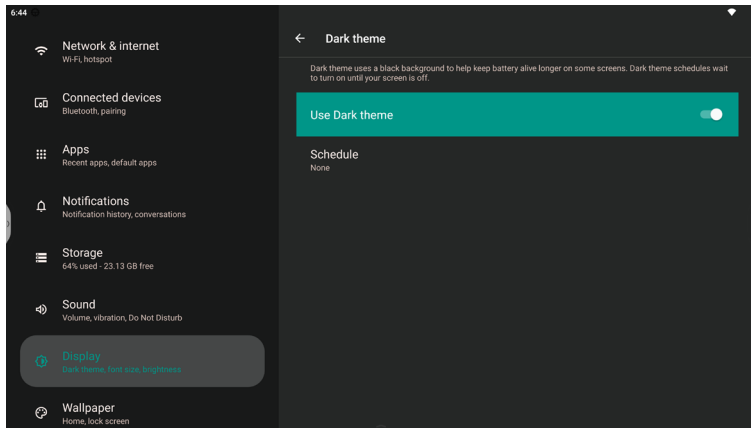 6:44
Network & internet
Wi-Fi, hotspot
Connected devices
Bluetooth, pairing
Apps
Recent apps, default apps
Notifications
Notification history, conversations
Storage
64% used - 23.13 GB free
Sound
Volume, vibration, Do Not Disturb
Display
Dark theme, font size, brightness
Wallpaper
Home, lock screen
Dark theme
Dark theme uses a black background to help keep battery alive longer on some screens. Dark theme schedules wait
to turn on until your screen is off.
Use Dark theme
Schedule
None